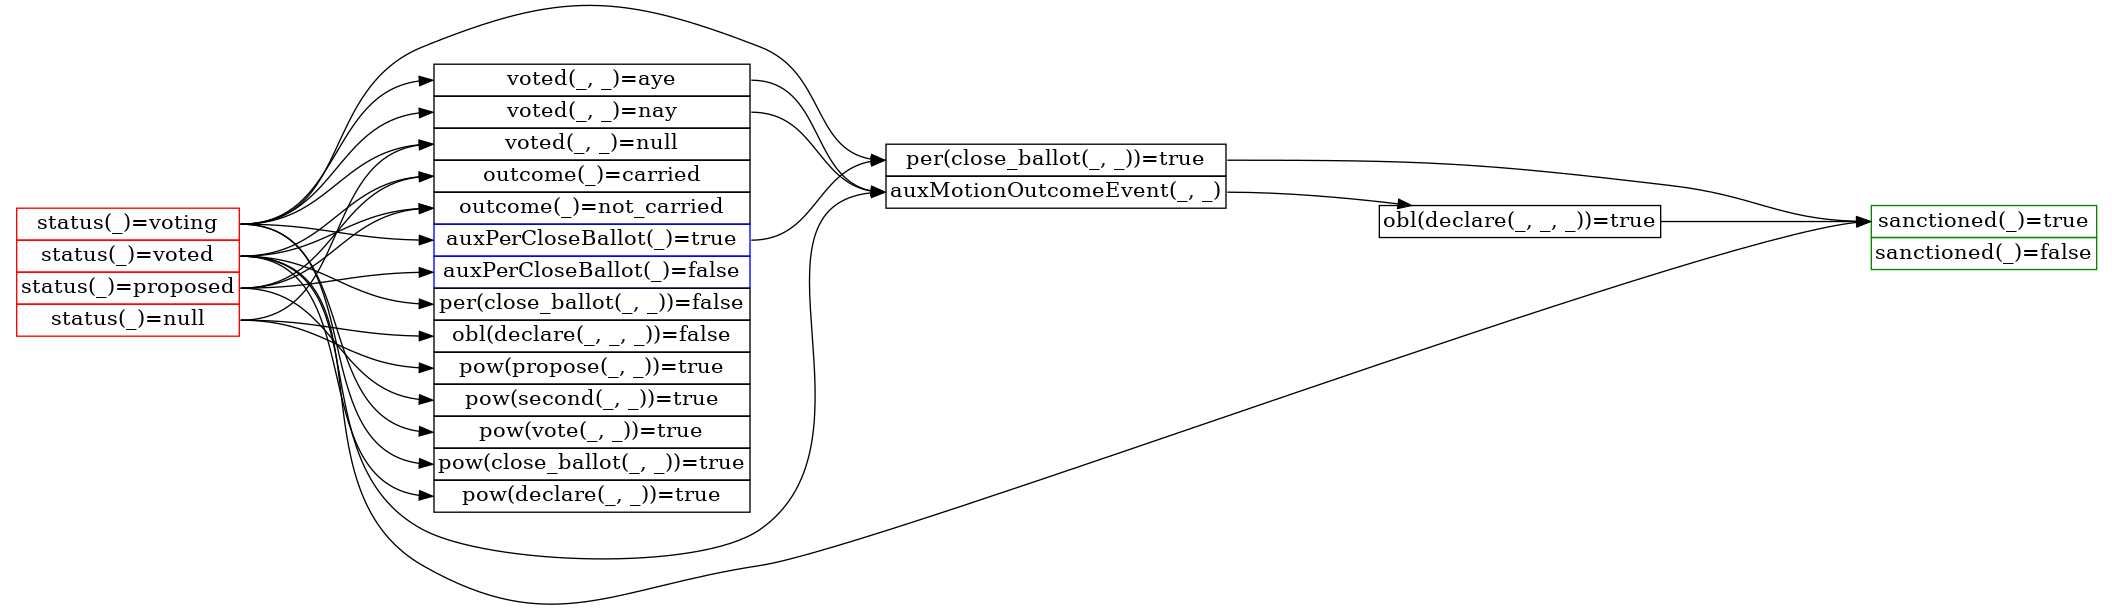 status(_)=voting
status(_)=voted
status(_)=proposed
status(_)=null
voted(_, _)=aye
voted(_, _)=nay
voted(_, _)=null
outcome(_)=carried
outcome(_)=not_carried
auxPerCloseBallot(_)=true
auxPerCloseBallot(_)=false
per(close_ballot(_, _))=false
obl(declare(_, _, _))=false
pow(propose(_, _))=true
pow(second(_, _))=true
pow(vote(_, _))=true
pow(close_ballot(_, _))=true
pow(declare(_, _))=true
per(close_ballot(_, _))=true
auxMotionOutcomeEvent(_, _)
obl(declare(_, _, _))=true
sanctioned(_)=true
sanctioned(_)=false